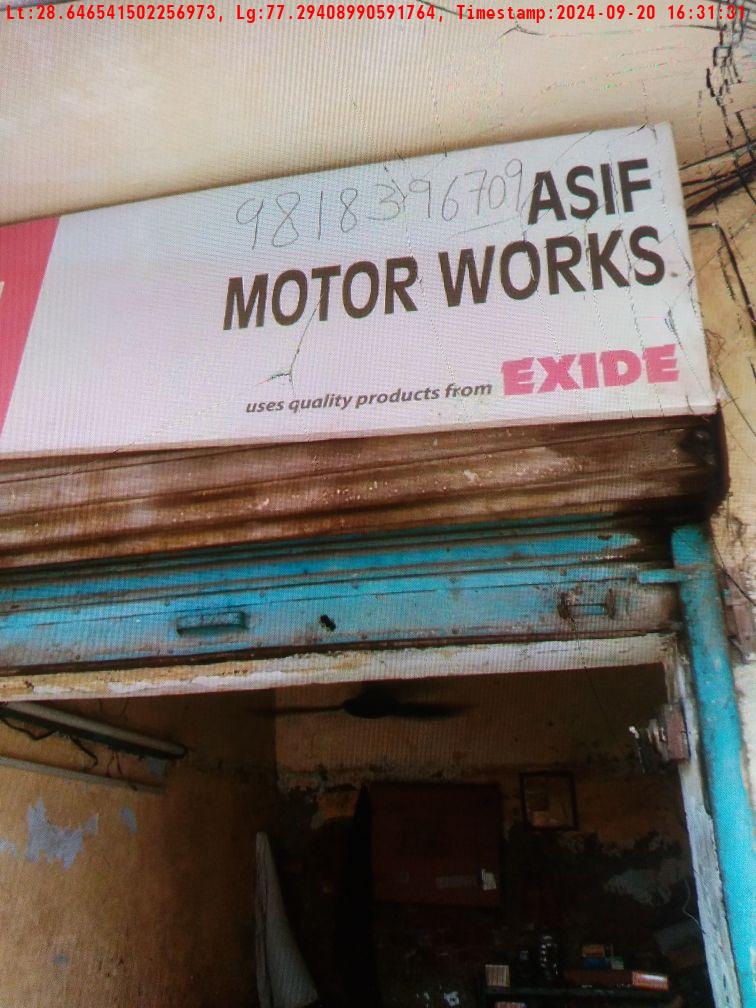 Lt:28.646541502256973, Lg:77.29408990591764, Timestamp:2024-09-20 16:31:31
9818396709
ASIF
MOTOR WORKS
uses quality products from EXIDE